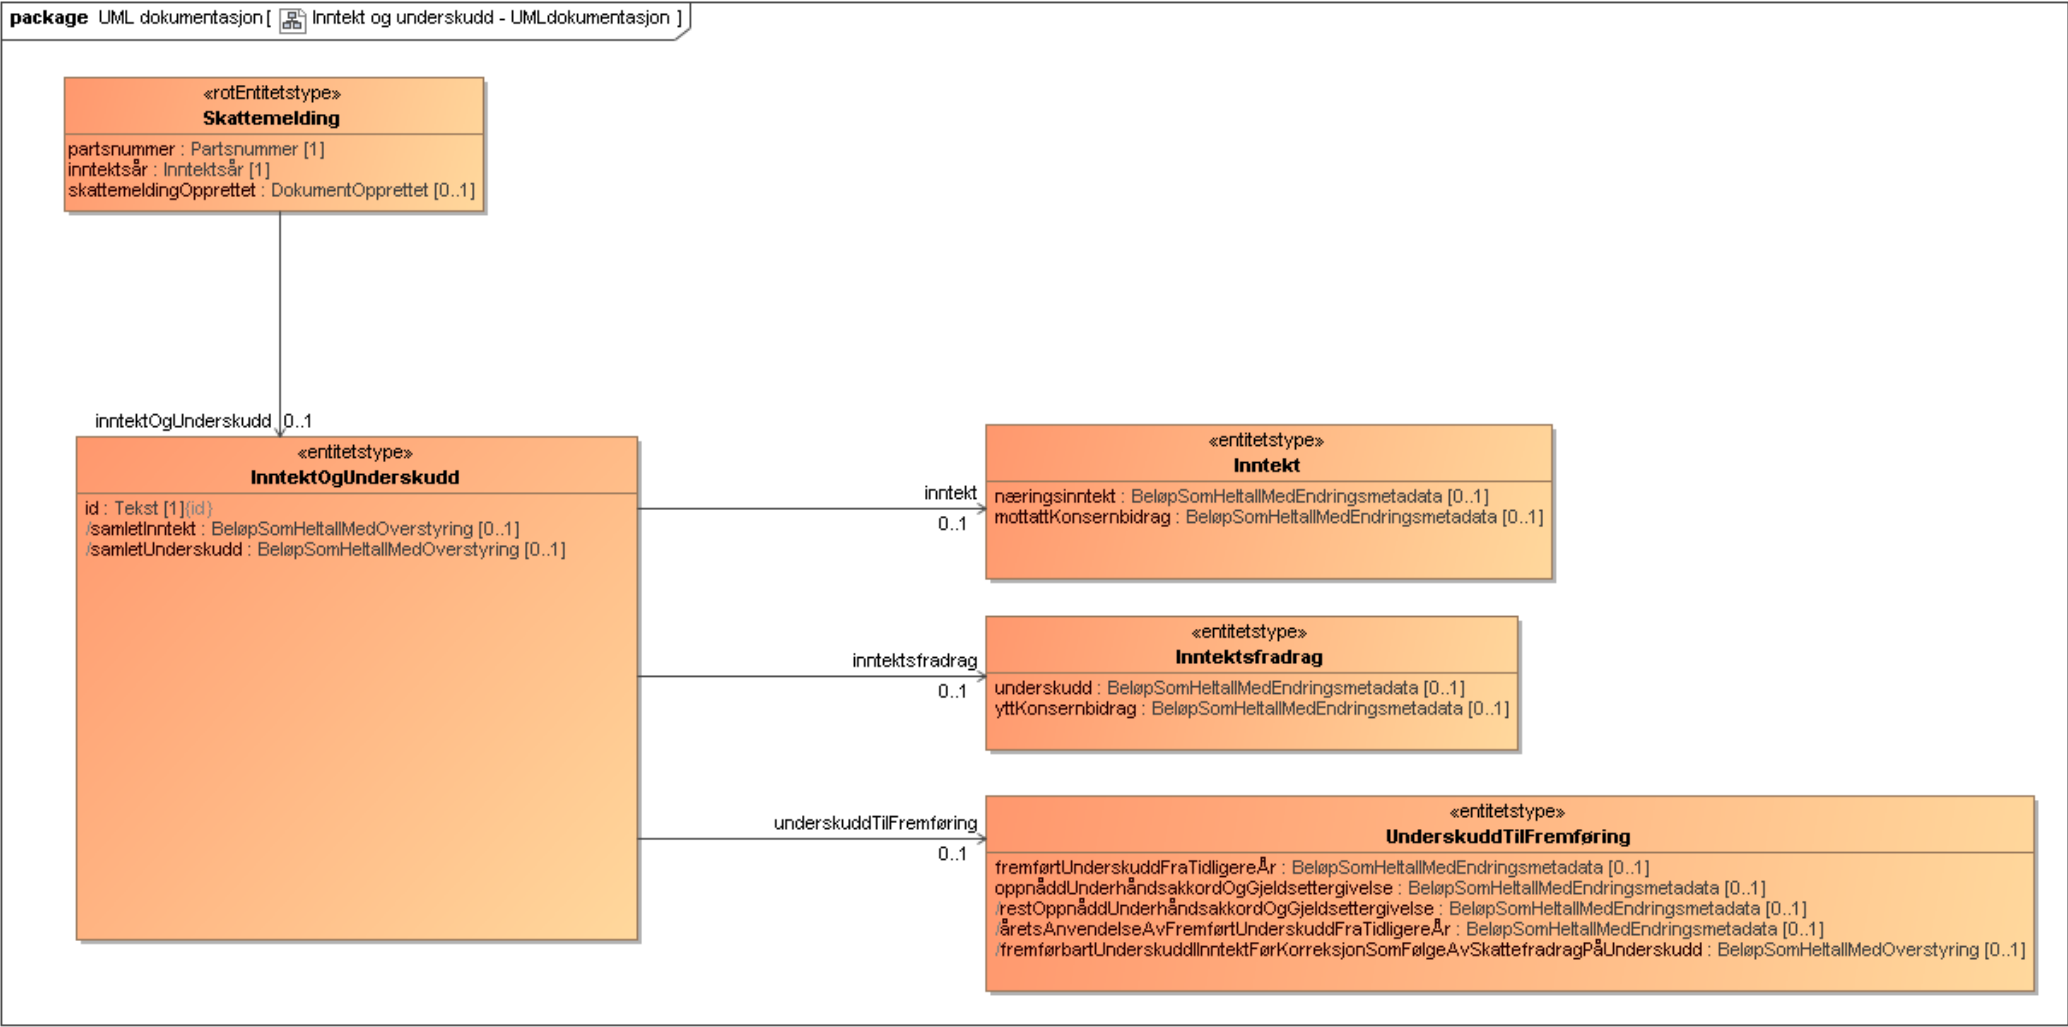 package UML dokumentasjon[ Inntekt og underskudd - UMLdokumentasjon ]
«rotEntitetstype»
Skattemelding
partsnummer : Partsnummer [1]
inntektsår : Inntektsår [1]
skattemeldingOpprettet : DokumentOpprettet [0..1]
inntektOgUnderskudd 0..1
«entitetstype»
InntektOgUnderskudd
id : Tekst [1]{id}
/samletInntekt : BeløpSomHeltallMedOverstyring [0..1]
/samletUnderskudd : BeløpSomHeltallMedOverstyring [0..1]
inntekt
0..1
«entitetstype»
Inntekt
næringsinntekt : BeløpSomHeltallMedEndringsmetadata [0..1]
mottattKonsernbidrag : BeløpSomHeltallMedEndringsmetadata [0..1]
inntektsfradrag
0..1
«entitetstype»
Inntektsfradrag
underskudd : BeløpSomHeltallMedEndringsmetadata [0..1]
yttKonsernbidrag : BeløpSomHeltallMedEndringsmetadata [0..1]
underskuddTilFremføring
0..1
«entitetstype»
UnderskuddTilFremføring
fremførtUnderskuddFraTidligereÅr : BeløpSomHeltallMedEndringsmetadata [0..1]
oppnåddUnderhåndsakkordOgGjeldsettergivelse : BeløpSomHeltallMedEndringsmetadata [0..1]
/restOppnåddUnderhåndsakkordOgGjeldsettergivelse : BeløpSomHeltallMedEndringsmetadata [0..1]
/åretsAnvendelseAvFremførtUnderskuddFraTidligereÅr : BeløpSomHeltallMedEndringsmetadata [0..1]
/fremførbartUnderskuddIInntektFørKorreksjonSomFølgeAvSkattefradragPåUnderskudd : BeløpSomHeltallMedOverstyring [0..1]